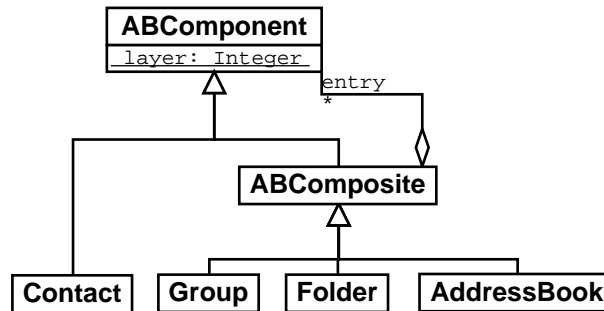 ABComponent
layer: Integer
entry
*
ABComposite
Contact
Group
Folder
AddressBook